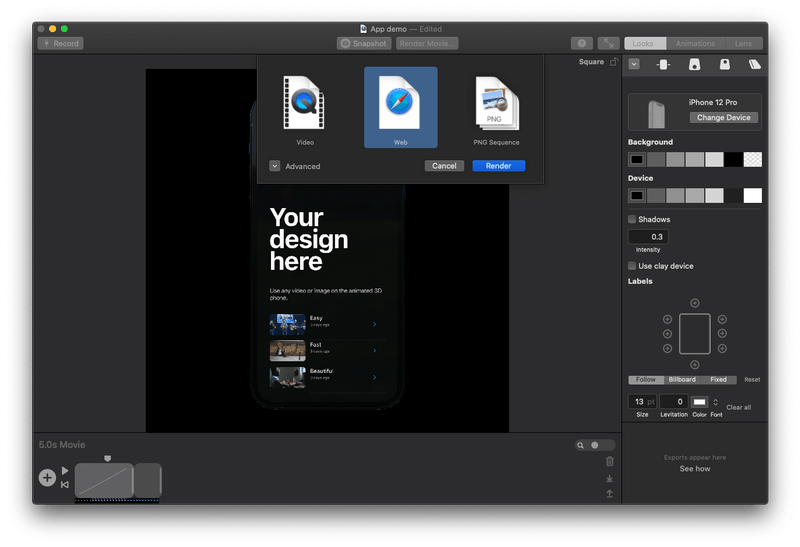 App demo — Edited
Record
Snapshot
Render Movie...
Looks
Animations
Lens
Square
Video
Web
PNG
PNG Sequence
Advanced
Cancel
Render
iPhone 12 Pro
Change Device
Background
Device
Shadows
0.3
Intensity
Use clay device
Labels
Follow
Billboard
Fixed
Reset
13 pt
0
Size
Levitation
Color
Font
Clear all
Exports appear here
See how
Your
design
here
Use any video or image on the animated 3D
phone.
Easy
Fast
Beautiful
5.0s Movie